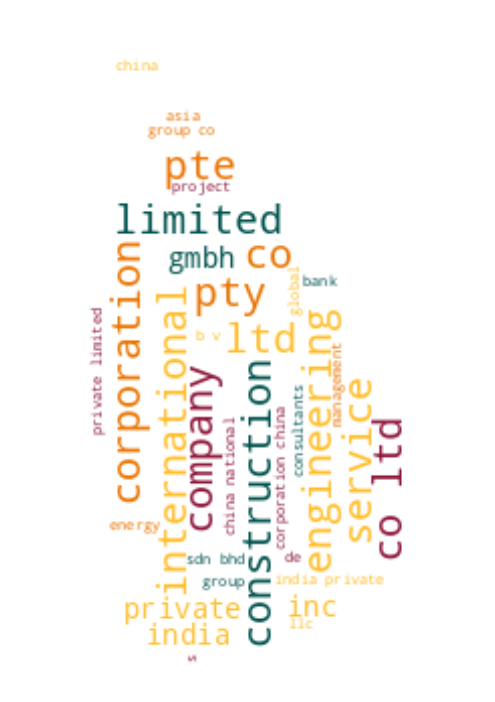 china
asia
group co
pte
project
limited
gmbh
co
corporation
pty
global
bank
international
b v
ltd
private limited
engineering
management
company
construction
service
consultants
corporation china
china national
co ltd
energy
sdn bhd
de
group
india private
private
inc
llc
india